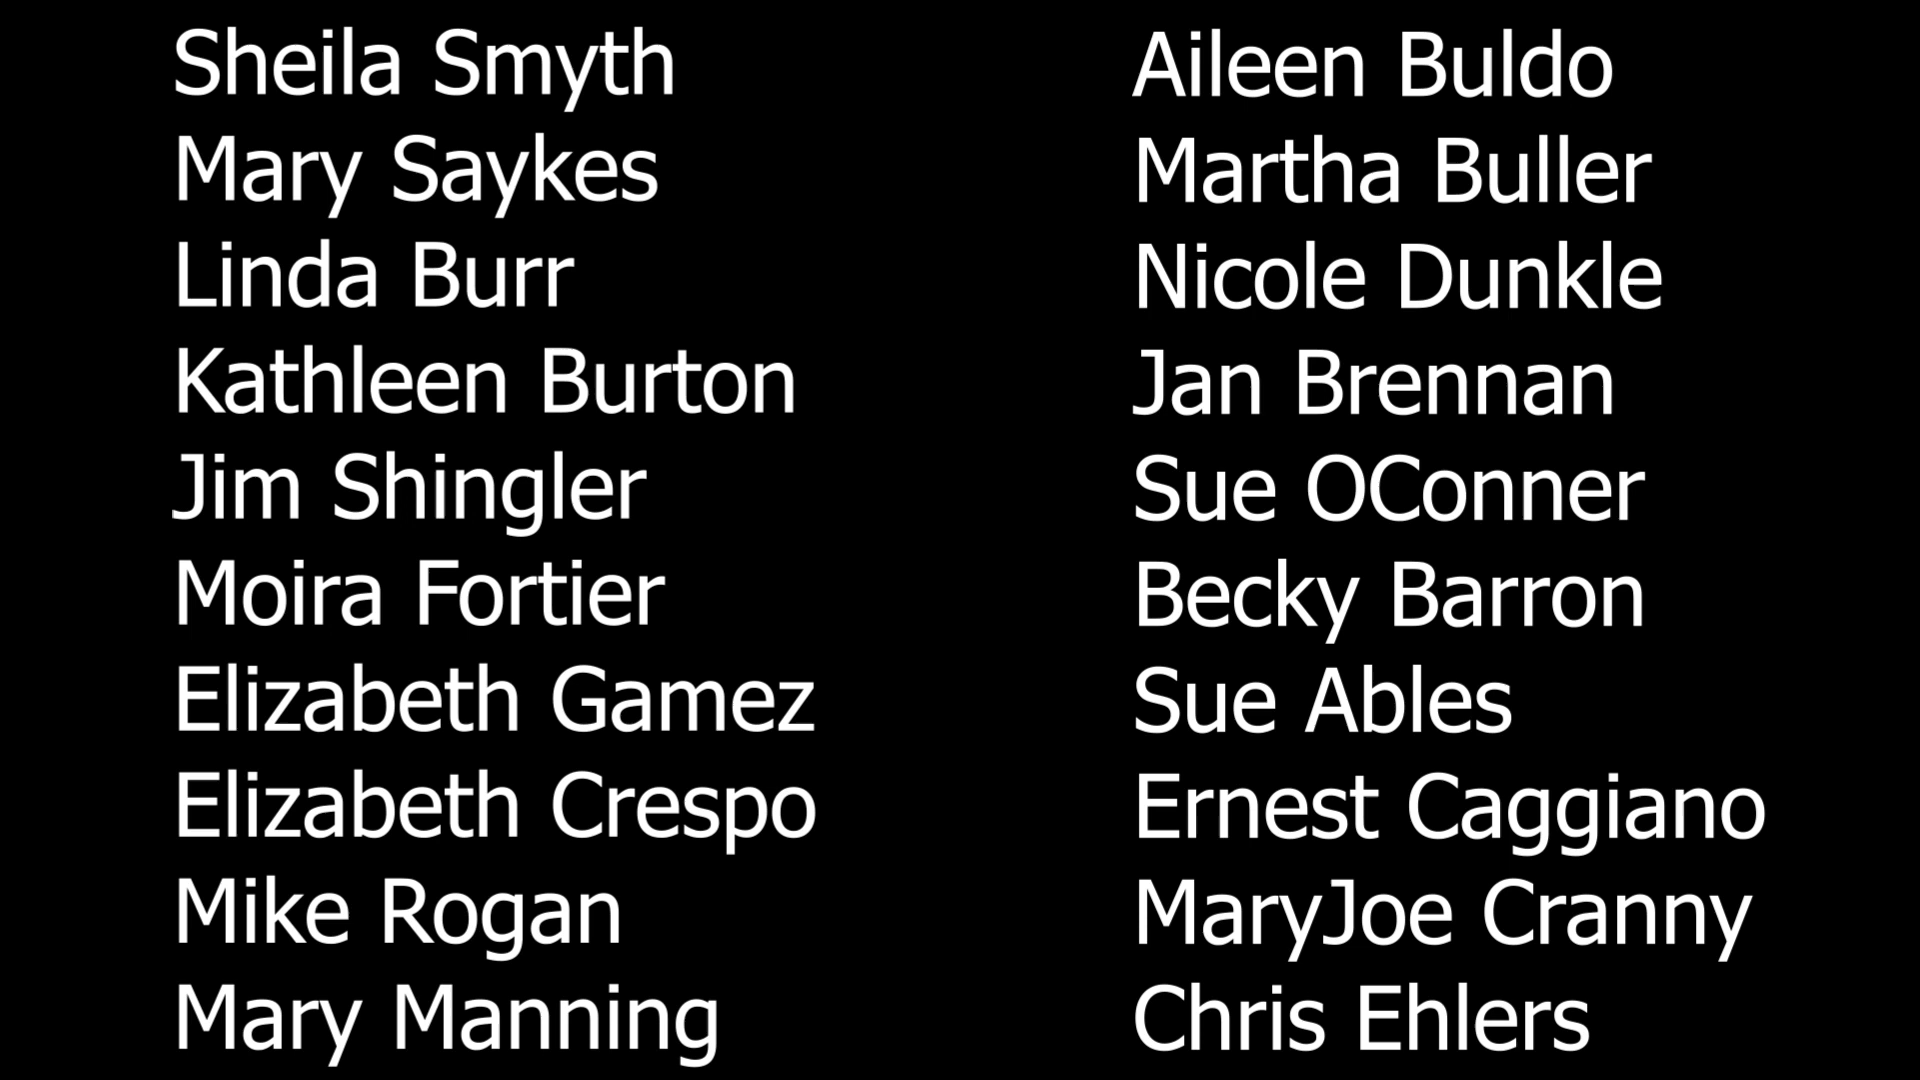 Sheila Smyth
Mary Saykes
Linda Burr
Kathleen Burton
Jim Shingler
Moira Fortier
Elizabeth Gamez
Elizabeth Crespo
Mike Rogan
Mary Manning
Aileen Buldo
Martha Buller
Nicole Dunkle
Jan Brennan
Sue OConner
Becky Barron
Sue Ables
Ernest Caggiano
MaryJoe Cranny
Chris Ehlers